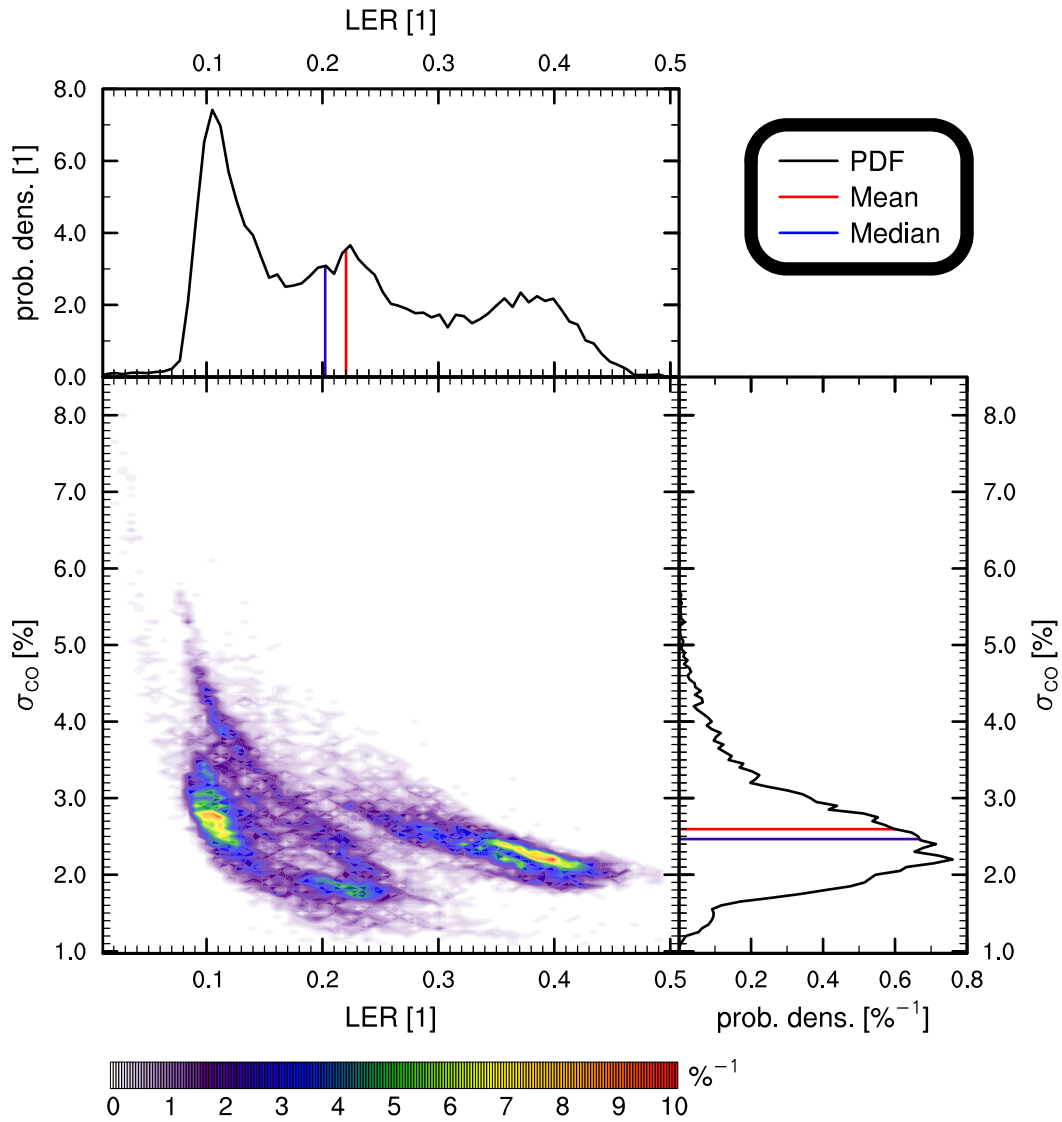 LER [1]
0.1 0.2 0.3 0.4 0.5
8.0
6.0
4.0
2.0
0.0
prob. dens. [1]
PDF
Mean
Median
8.0
7.0
6.0
5.0
4.0
3.0
2.0
1.0
σCO [%]
0.1 0.2 0.3 0.4 0.5
LER [1]
8.0
7.0
6.0
5.0
4.0
3.0
2.0
1.0
σCO [%]
0.2 0.4 0.6 0.8
prob. dens. [%⁻¹]
%⁻¹
0 1 2 3 4 5 6 7 8 9 10